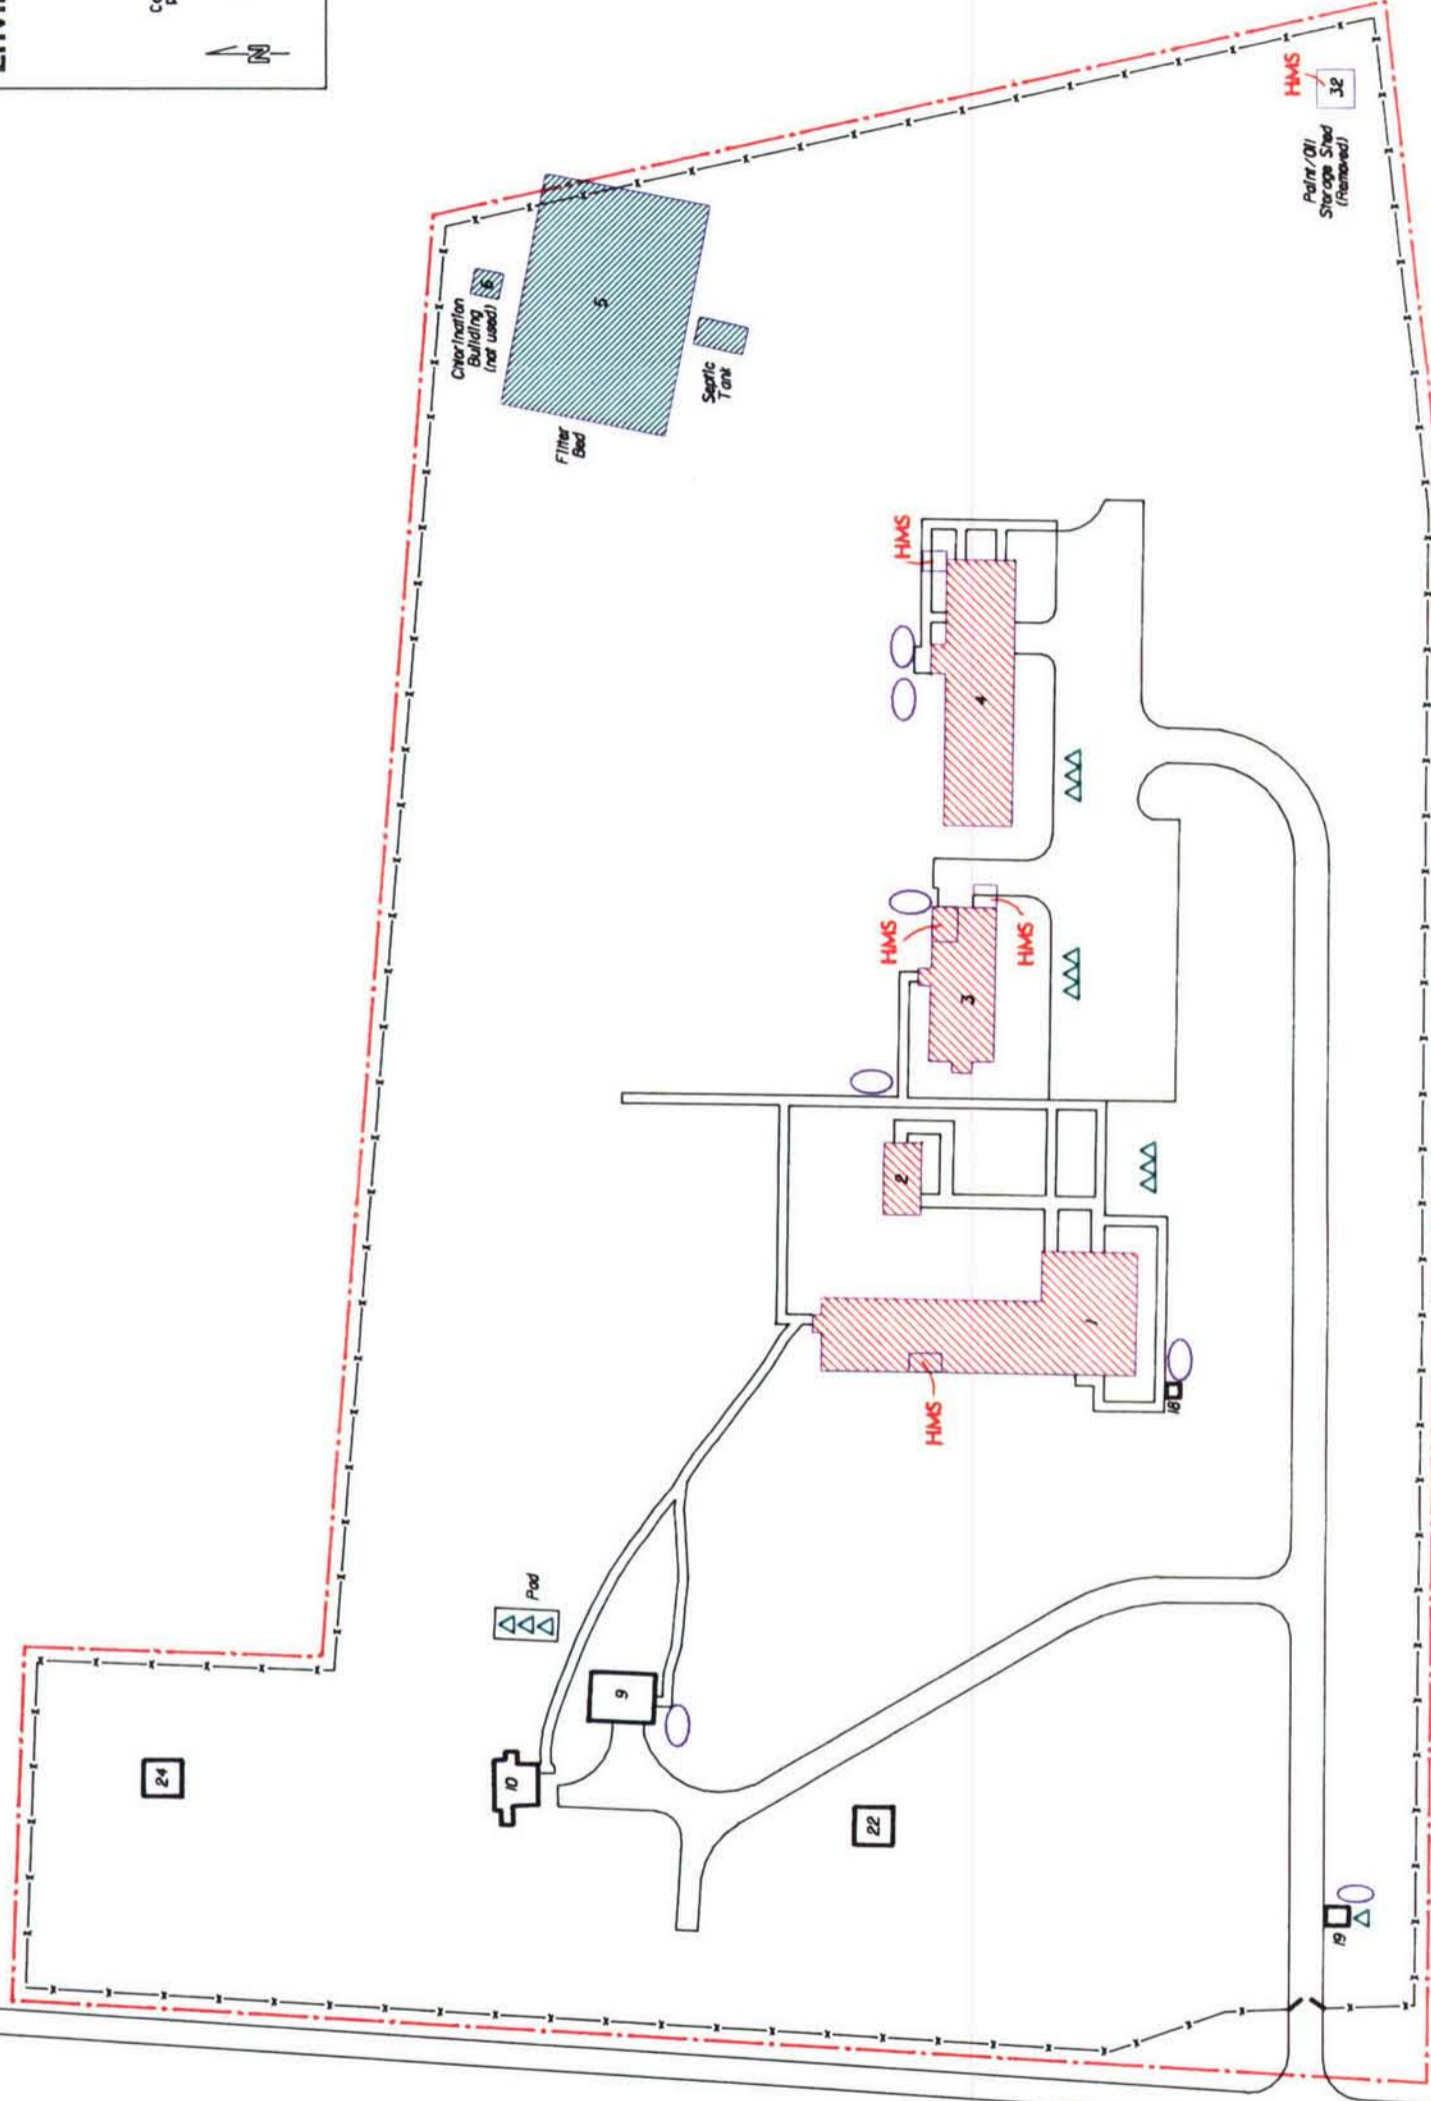 N
HMS
32
Paint/Oil
Storage Shed
(Removed)
6
Chlorination
Building
(not used)
5
Septic
Tank
Filter
Bed
HMS
4
HMS
HMS
3
2
1
HMS
18
Pad
9
10
24
22
19